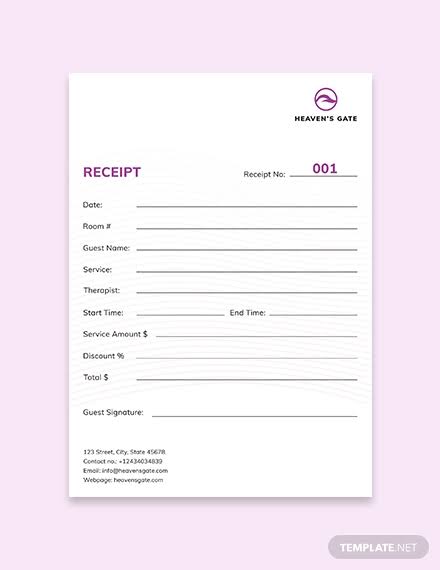 HEAVEN'S GATE
RECEIPT
Receipt No: 001
Date:
Room #
Guest Name:
Service:
Therapist:
Start Time: End Time:
Service Amount $
Discount %
Total $
Guest Signature:
123 Street, City, State 45678
Contact no.: +12434034839
Email: info@heavensgate.com
Webpage: heavensgate.com
TEMPLATE.NET